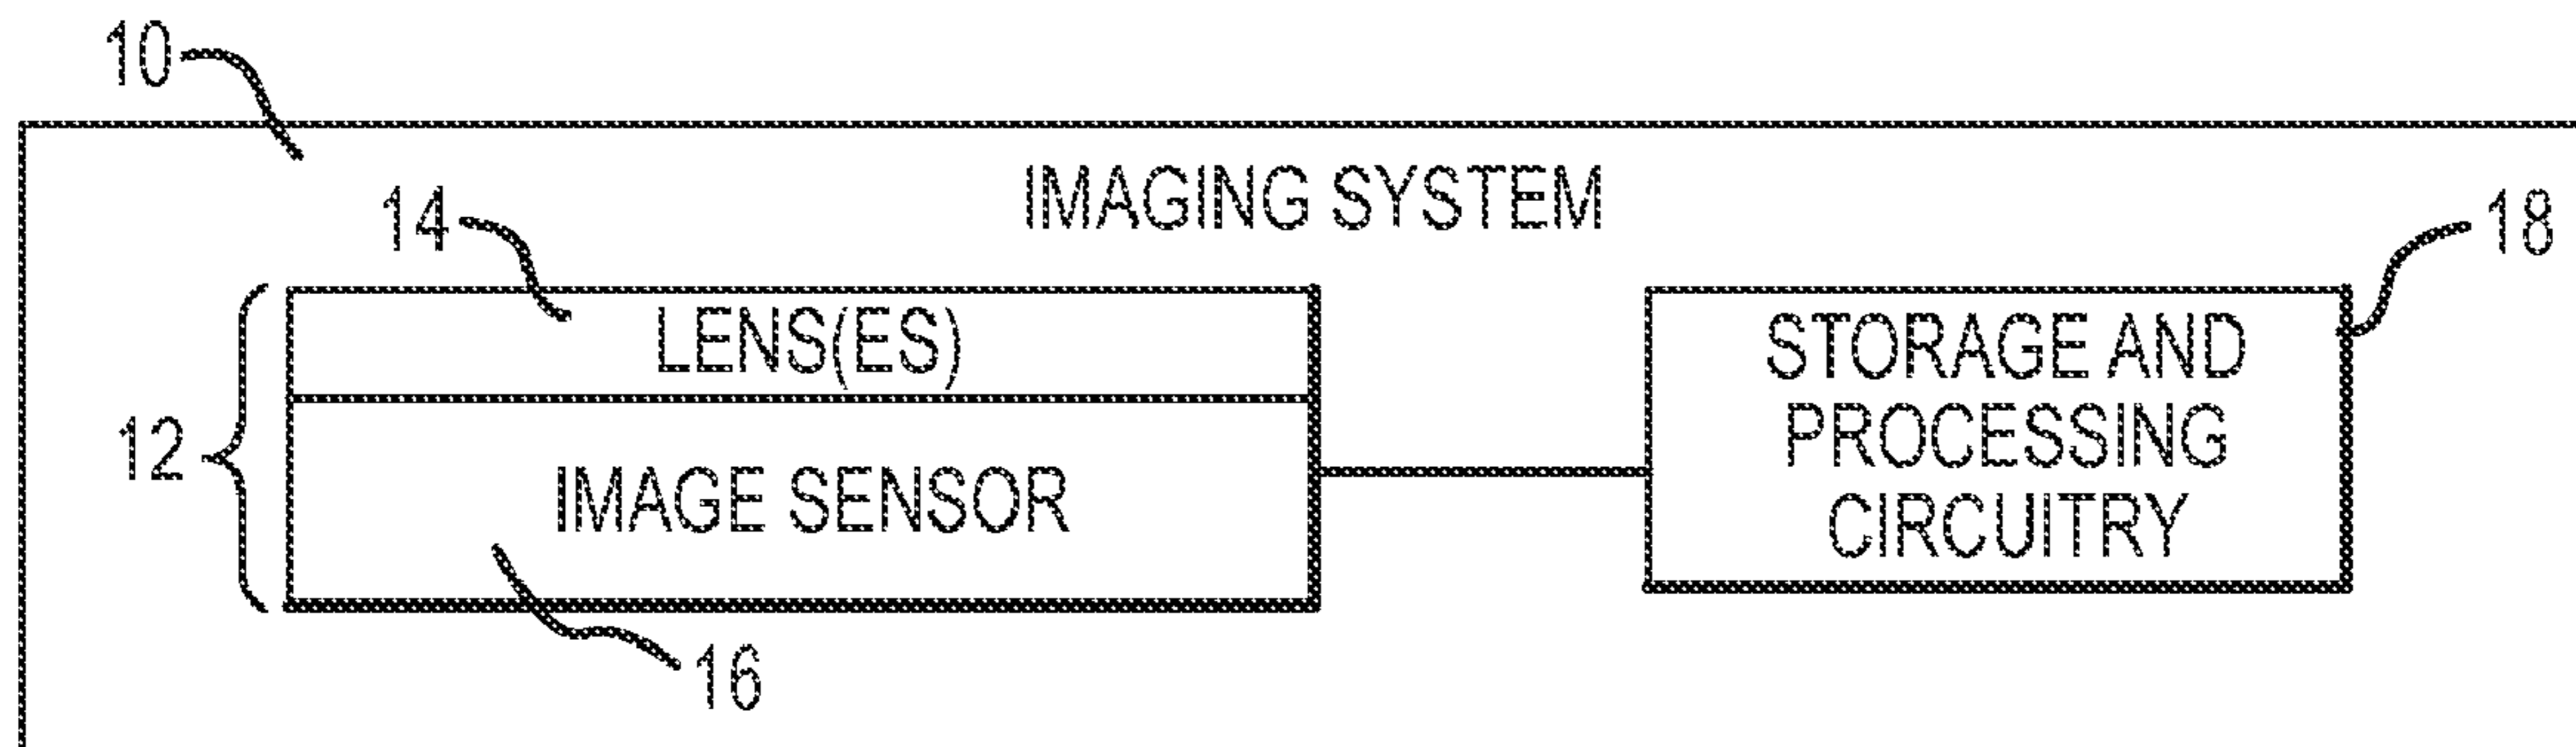 10
IMAGING SYSTEM
14
18
LENS(ES)
STORAGE AND
PROCESSING
CIRCUITRY
12
IMAGE SENSOR
16